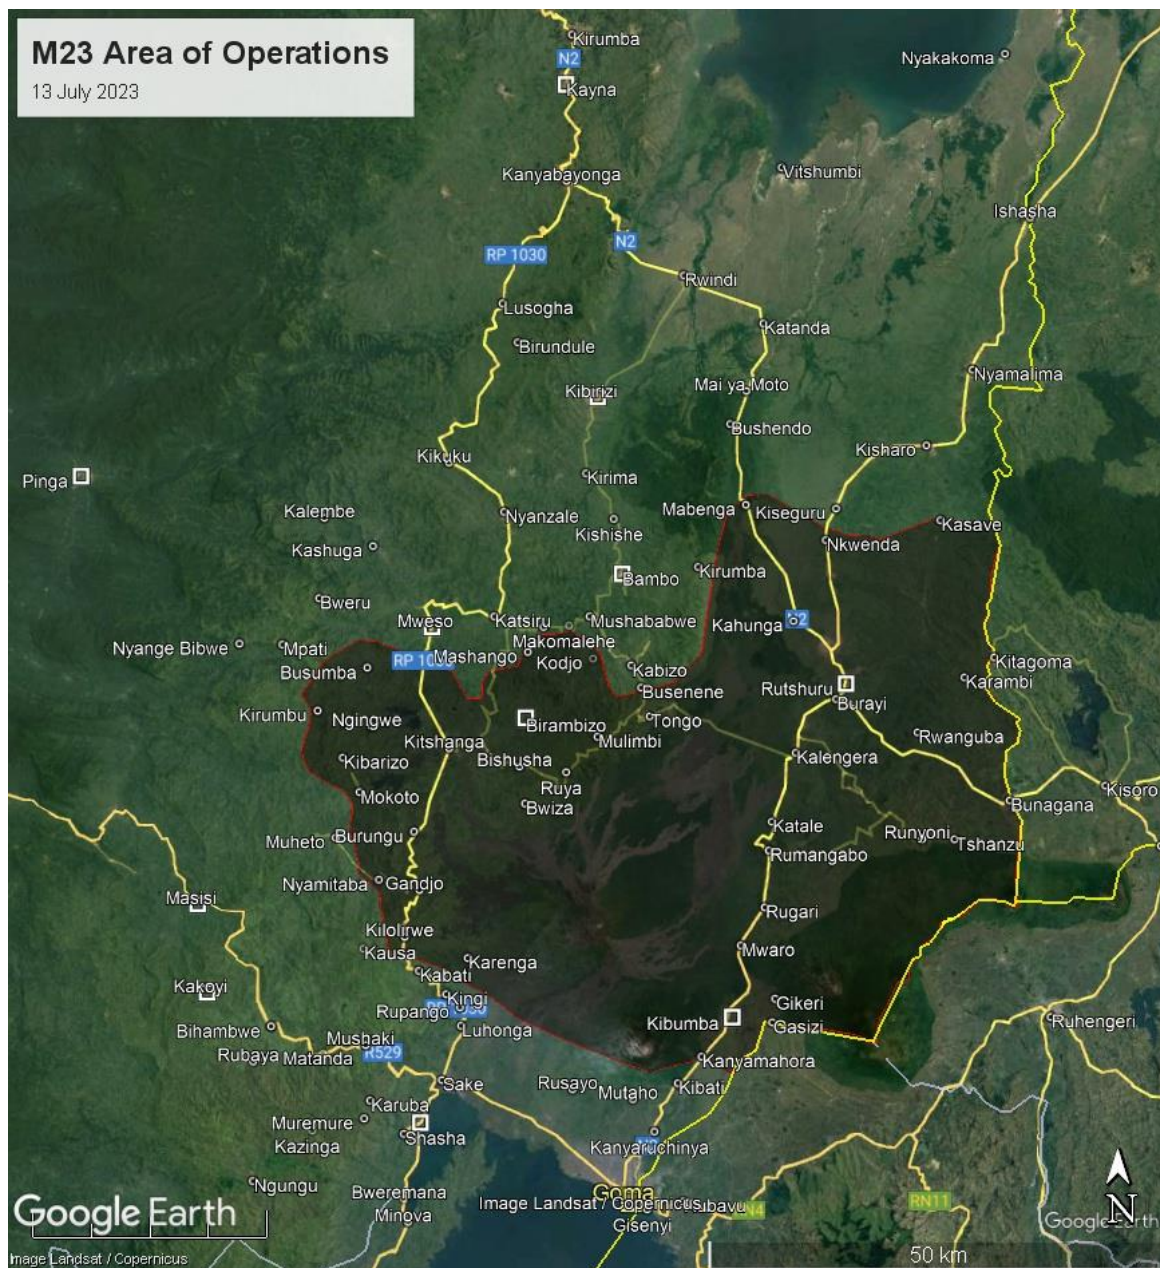 M23 Area of Operations
13 July 2023
Kirumba
N2
Kayna
Nyakakoma
Kanyabayonga
Vitshumbi
Ishasha
N2
RP 1030
Rwindi
Lusogha
Katanda
Birundule
Nyamalima
Kibirizi
Mai ya Moto
Bushendo
Kisharo
Kikuku
Pinga
Kirima
Kalembe
Nyanzale
Mabenga
Kiseguru
Kasave
Kishishe
Kashuga
Nkwenda
Bambo
Kirumba
Bweru
Mweso
Katsiru
Mushababwe
Kahunga
N2
Nyange Bibwe
Mpati
Makomalehe
RP 1030
Mashango
Kodjo
Kabizo
Kitagoma
Busumba
Karambi
Busenene
Rutshuru
Burayi
Kirumbu
Ngingwe
Birambizo
Tongo
Kitshanga
Mulimbi
Rwanguba
Kibarizo
Bishusha
Kalengera
Ruya
Kisoro
Mokoto
Bwiza
Bunagana
Muheto
Burungu
Katale
Runyoni
Tshanzu
Rumangabo
Nyamitaba
Gandjo
Masisi
Rugari
Kilolirwe
Kausa
Mwaro
Kabati
Karenga
Kakoyi
Kingi
Gikeri
Rupango
Kibumba
Gasizi
Ruhengeri
Bihambwe
Luhonga
Mushaki
Rubaya
Matanda
R529
Kanyamahora
Sake
Rusayo
Mutaho
Kibati
Karuba
Muremure
Kazinga
Shasha
Kanyaruchinya
Ngungu
Bweremana
Minova
Goma
Image Landsat / Copernicus
Gisenyi
RN11
Google Earth
Google Earth
N
Image Landsat / Copernicus
50 km